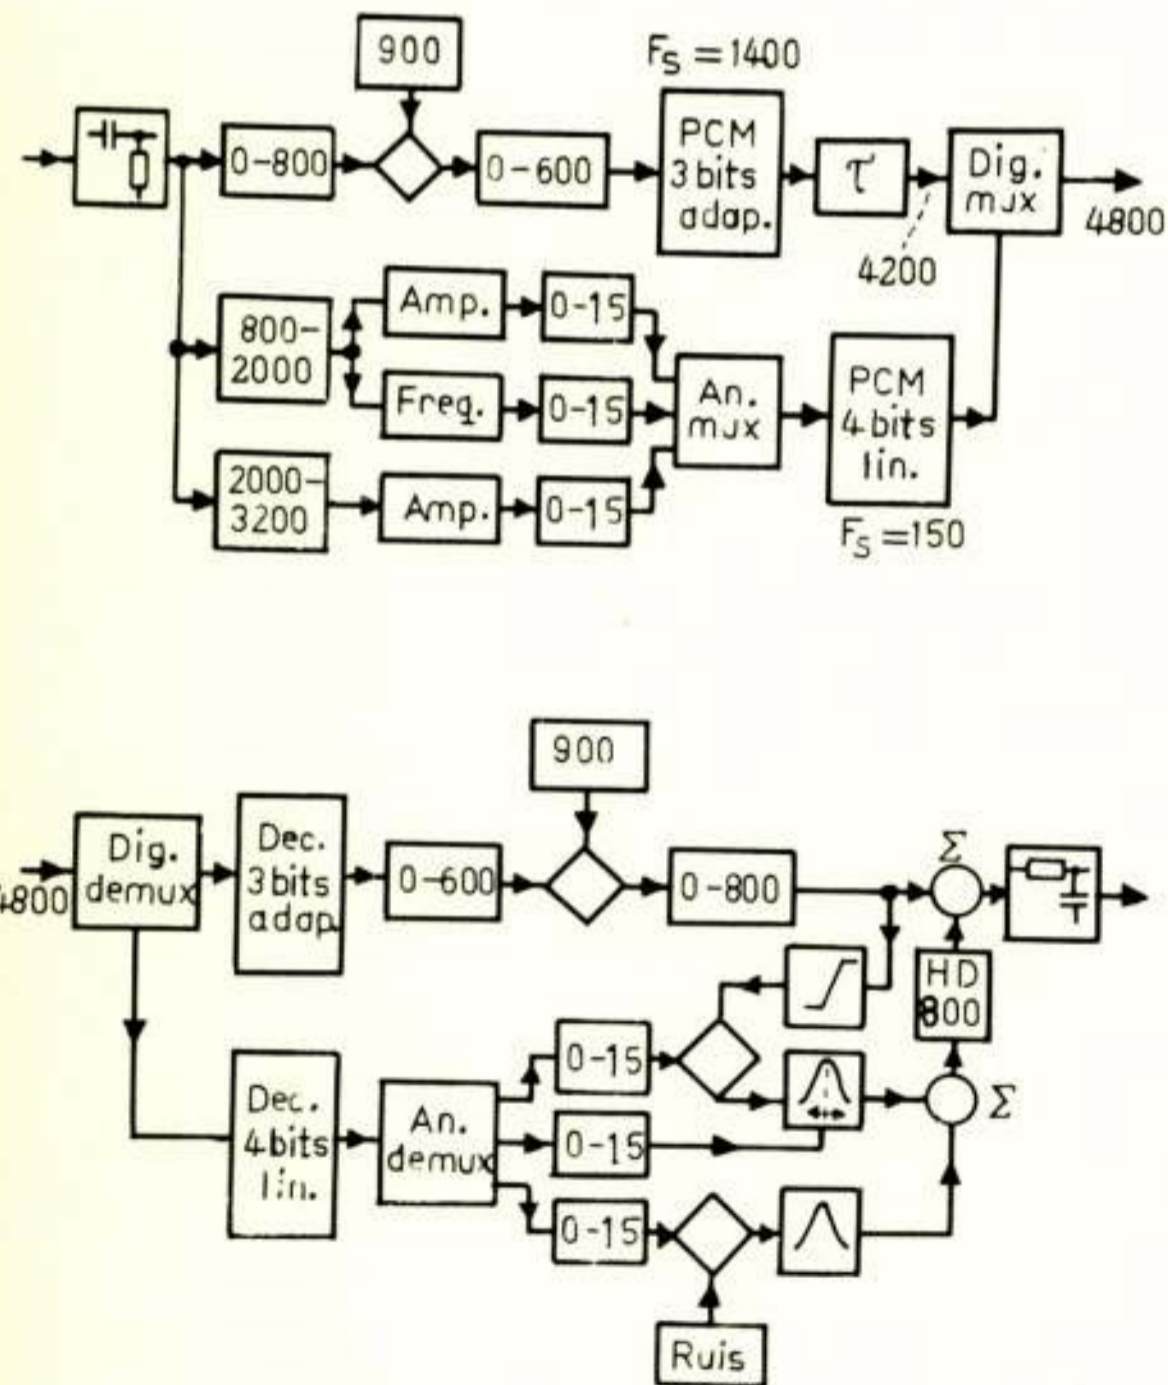 900
F_S = 1400
0-800
0-600
PCM
3 bits
adap.
τ
Dig.
mux
4800
4200
800-
2000
Amp.
0-15
Freq.
0-15
An.
mux
PCM
4 bits
lin.
2000-
3200
Amp.
0-15
F_S = 150
900
Dig.
demux
4800
Dec.
3 bits
adap.
0-600
0-800
Σ
HD
800
0-15
Dec.
4 bits
lin.
An.
demux
0-15
Σ
0-15
Ruis